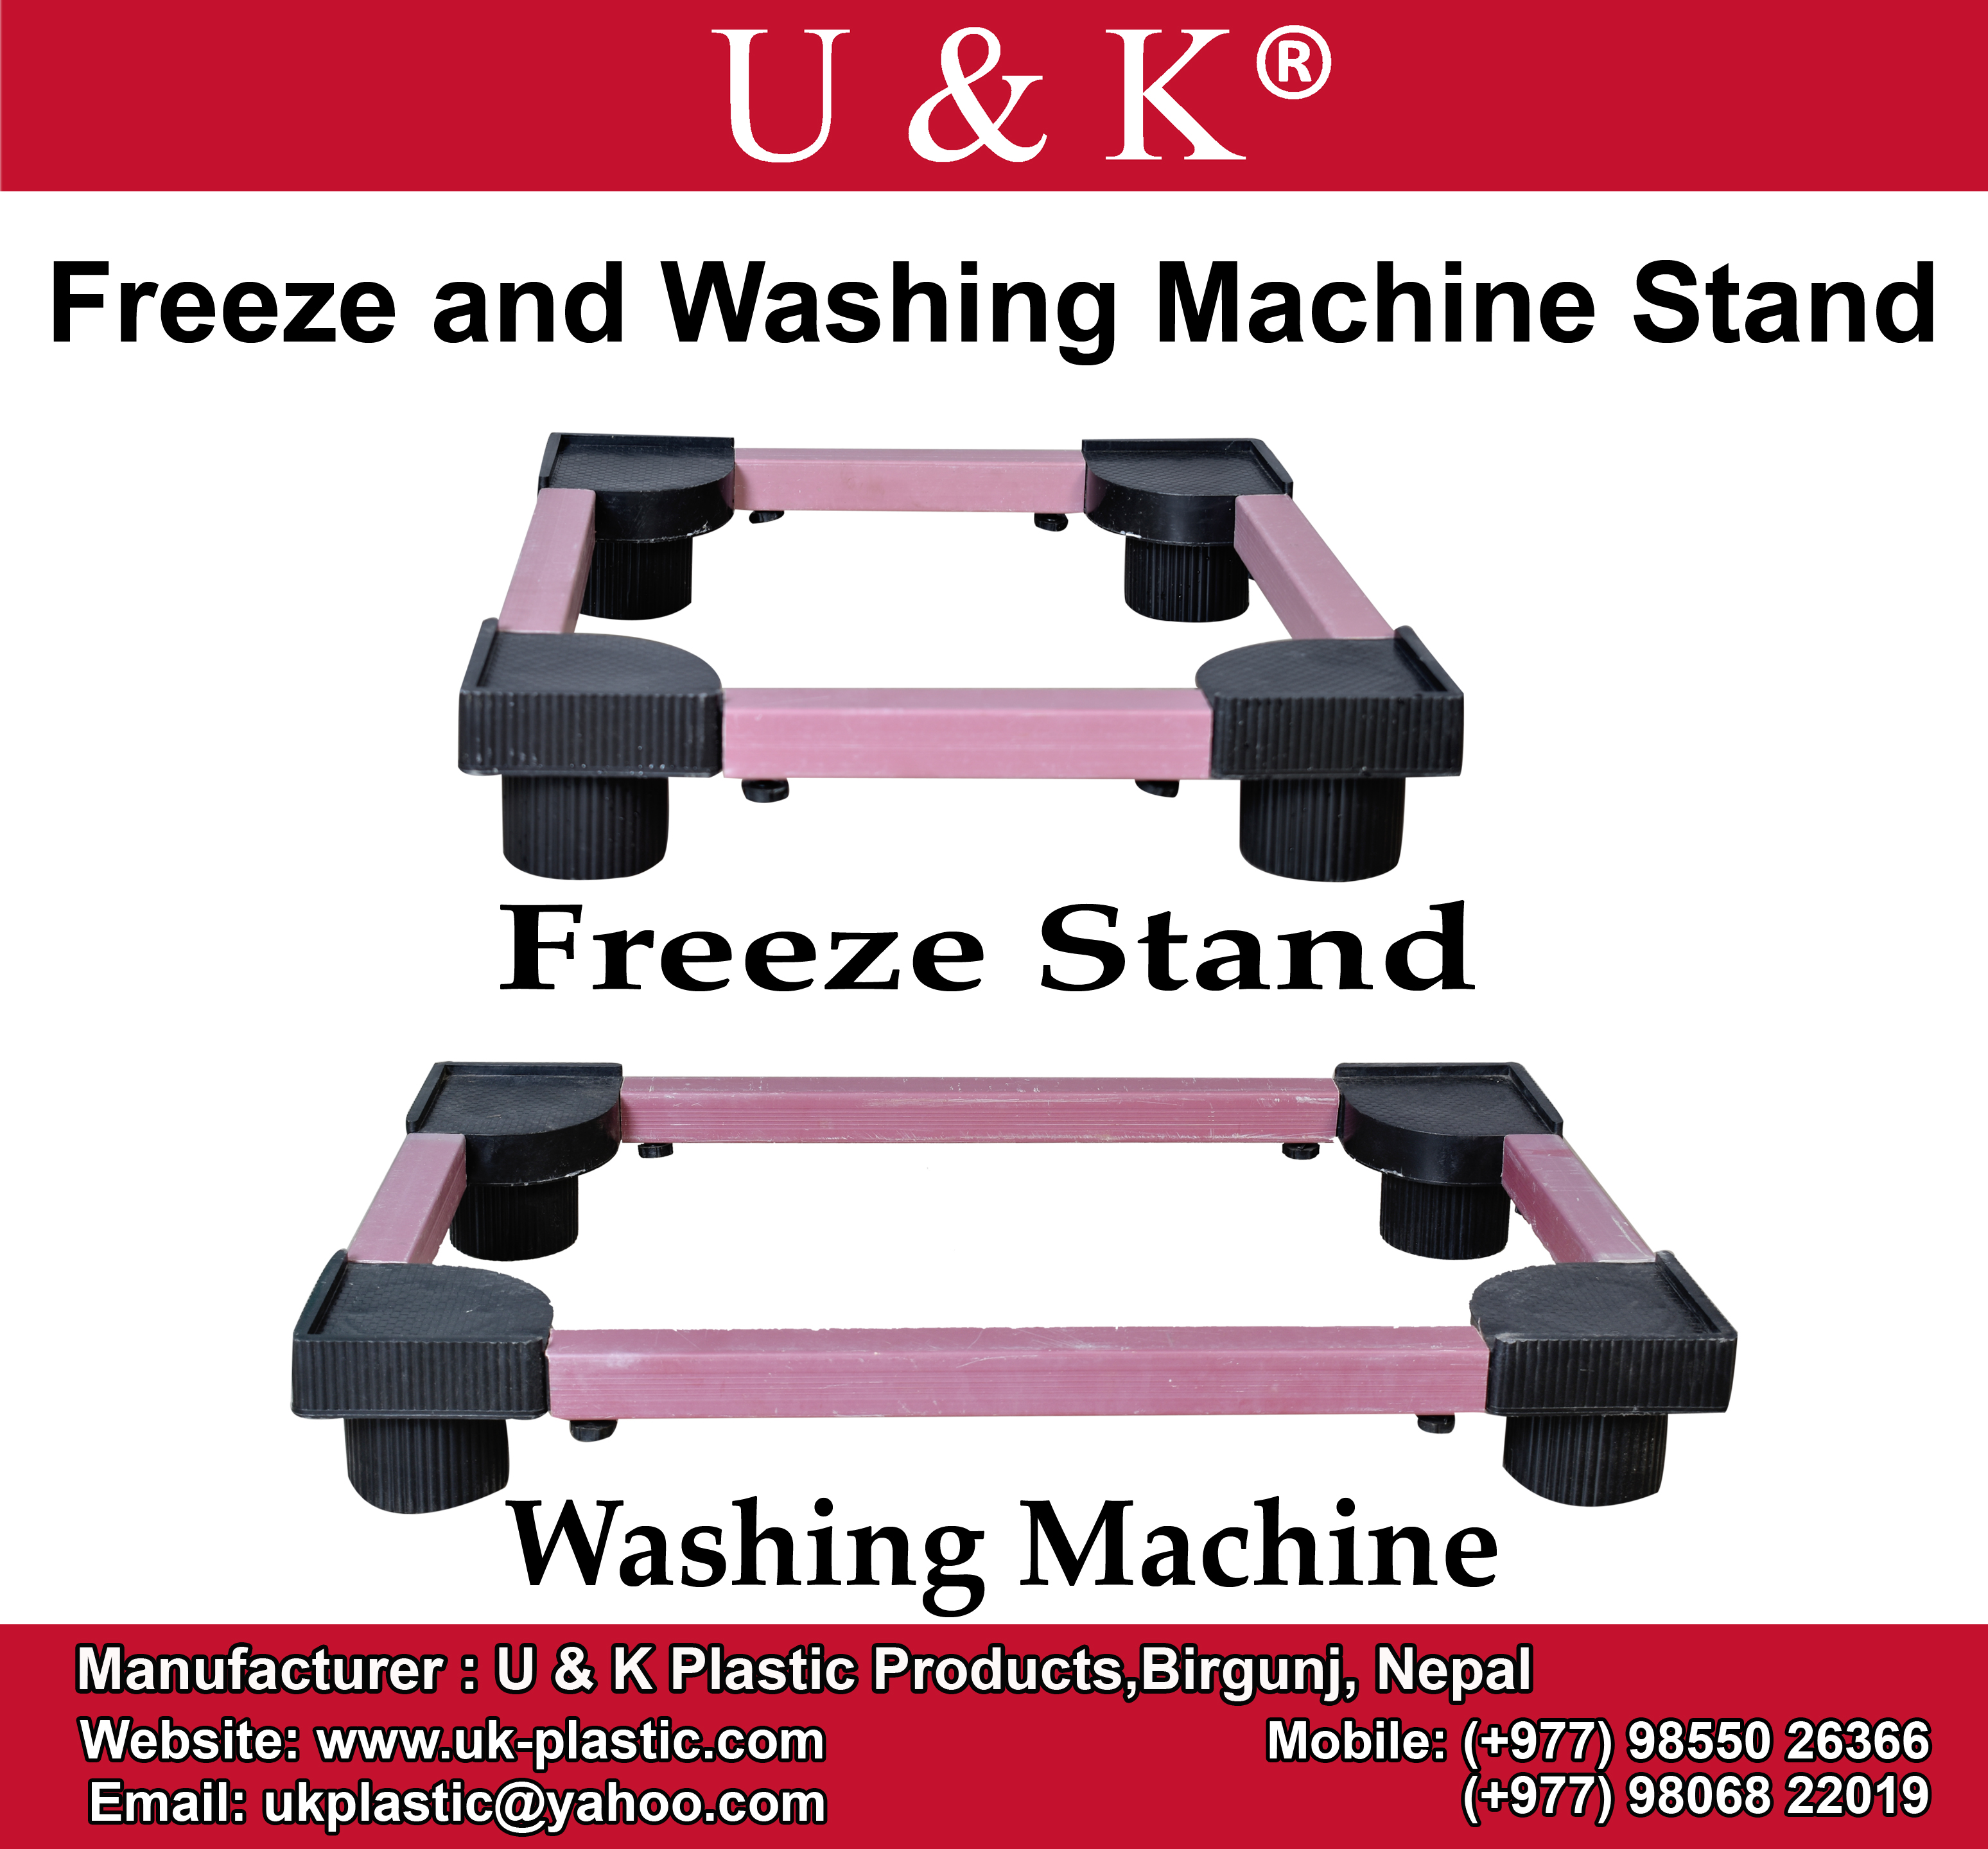 U & K®
Freeze and Washing Machine Stand
Freeze Stand
Washing Machine
Manufacturer : U & K Plastic Products,Birgunj, Nepal
Website: www.uk-plastic.com
Mobile: (+977) 98550 26366
Email: ukplastic@yahoo.com
(+977) 98068 22019